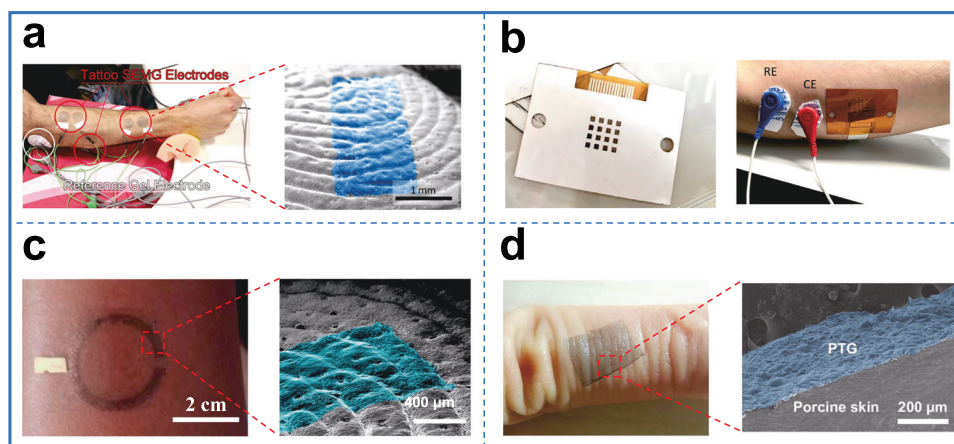 a
Tattoo SEMG Electrodes
Reference Gel Electrode
1 mm
b
RE
CE
c
2 cm
400 μm
d
PTG
Porcine skin
200 μm